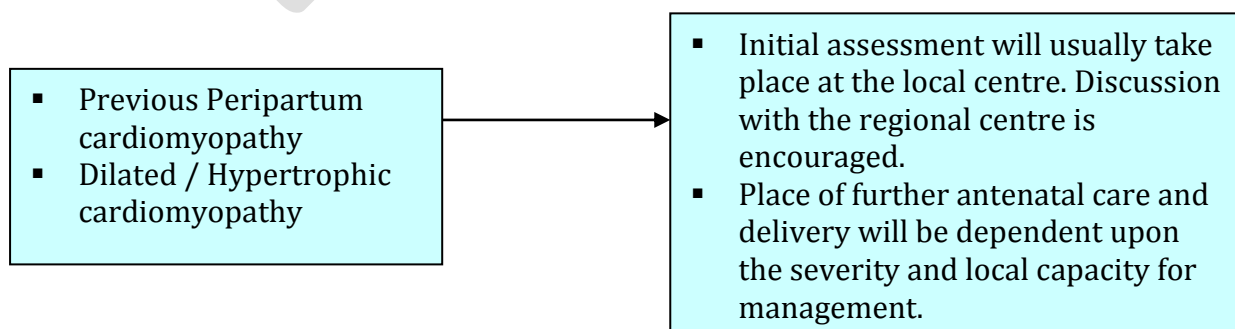 ▪ Previous Peripartum
cardiomyopathy
▪ Dilated / Hypertrophic
cardiomyopathy
▪ Initial assessment will usually take
place at the local centre. Discussion
with the regional centre is
encouraged.
▪ Place of further antenatal care and
delivery will be dependent upon
the severity and local capacity for
management.